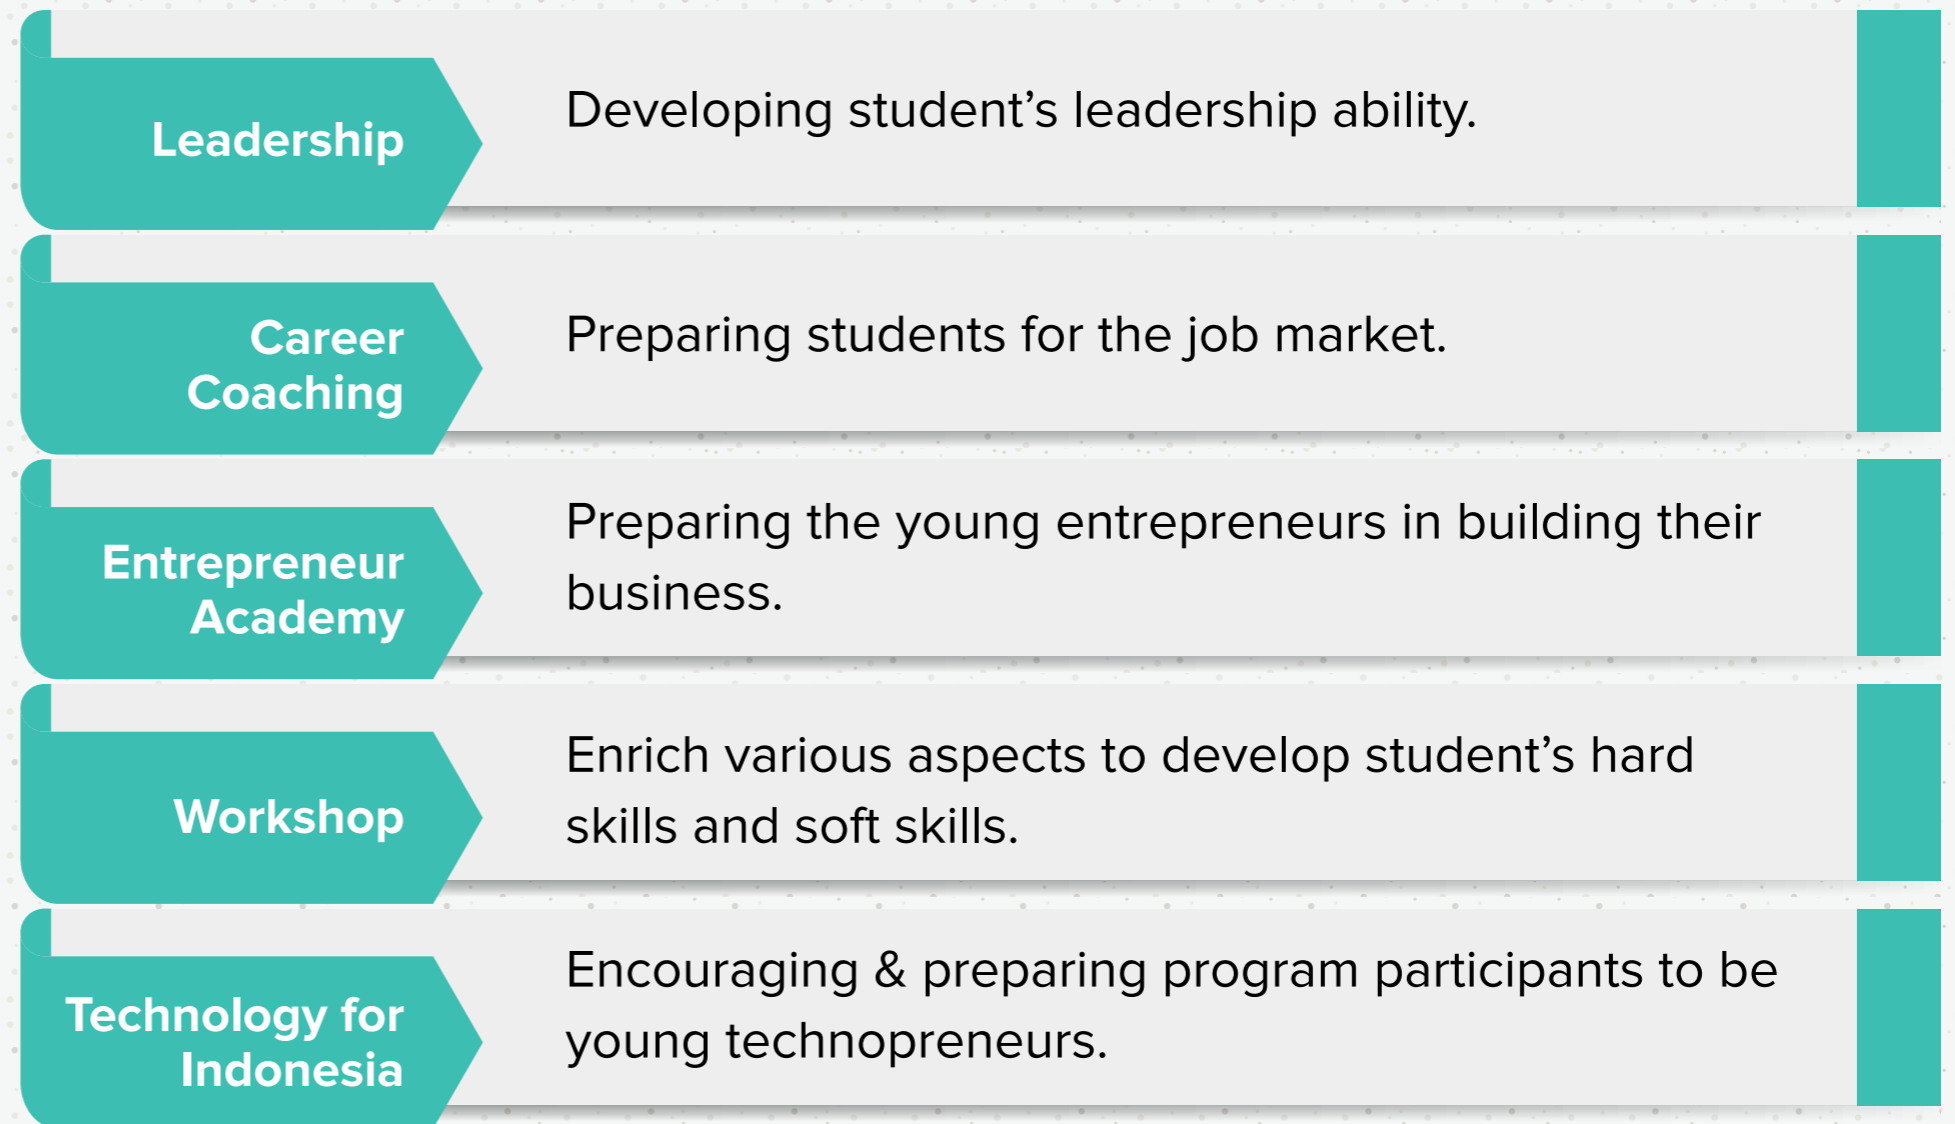 Leadership
Developing student’s leadership ability.
Career
Coaching
Preparing students for the job market.
Entrepreneur
Academy
Preparing the young entrepreneurs in building their
business.
Workshop
Enrich various aspects to develop student’s hard
skills and soft skills.
Technology for
Indonesia
Encouraging & preparing program participants to be
young technopreneurs.